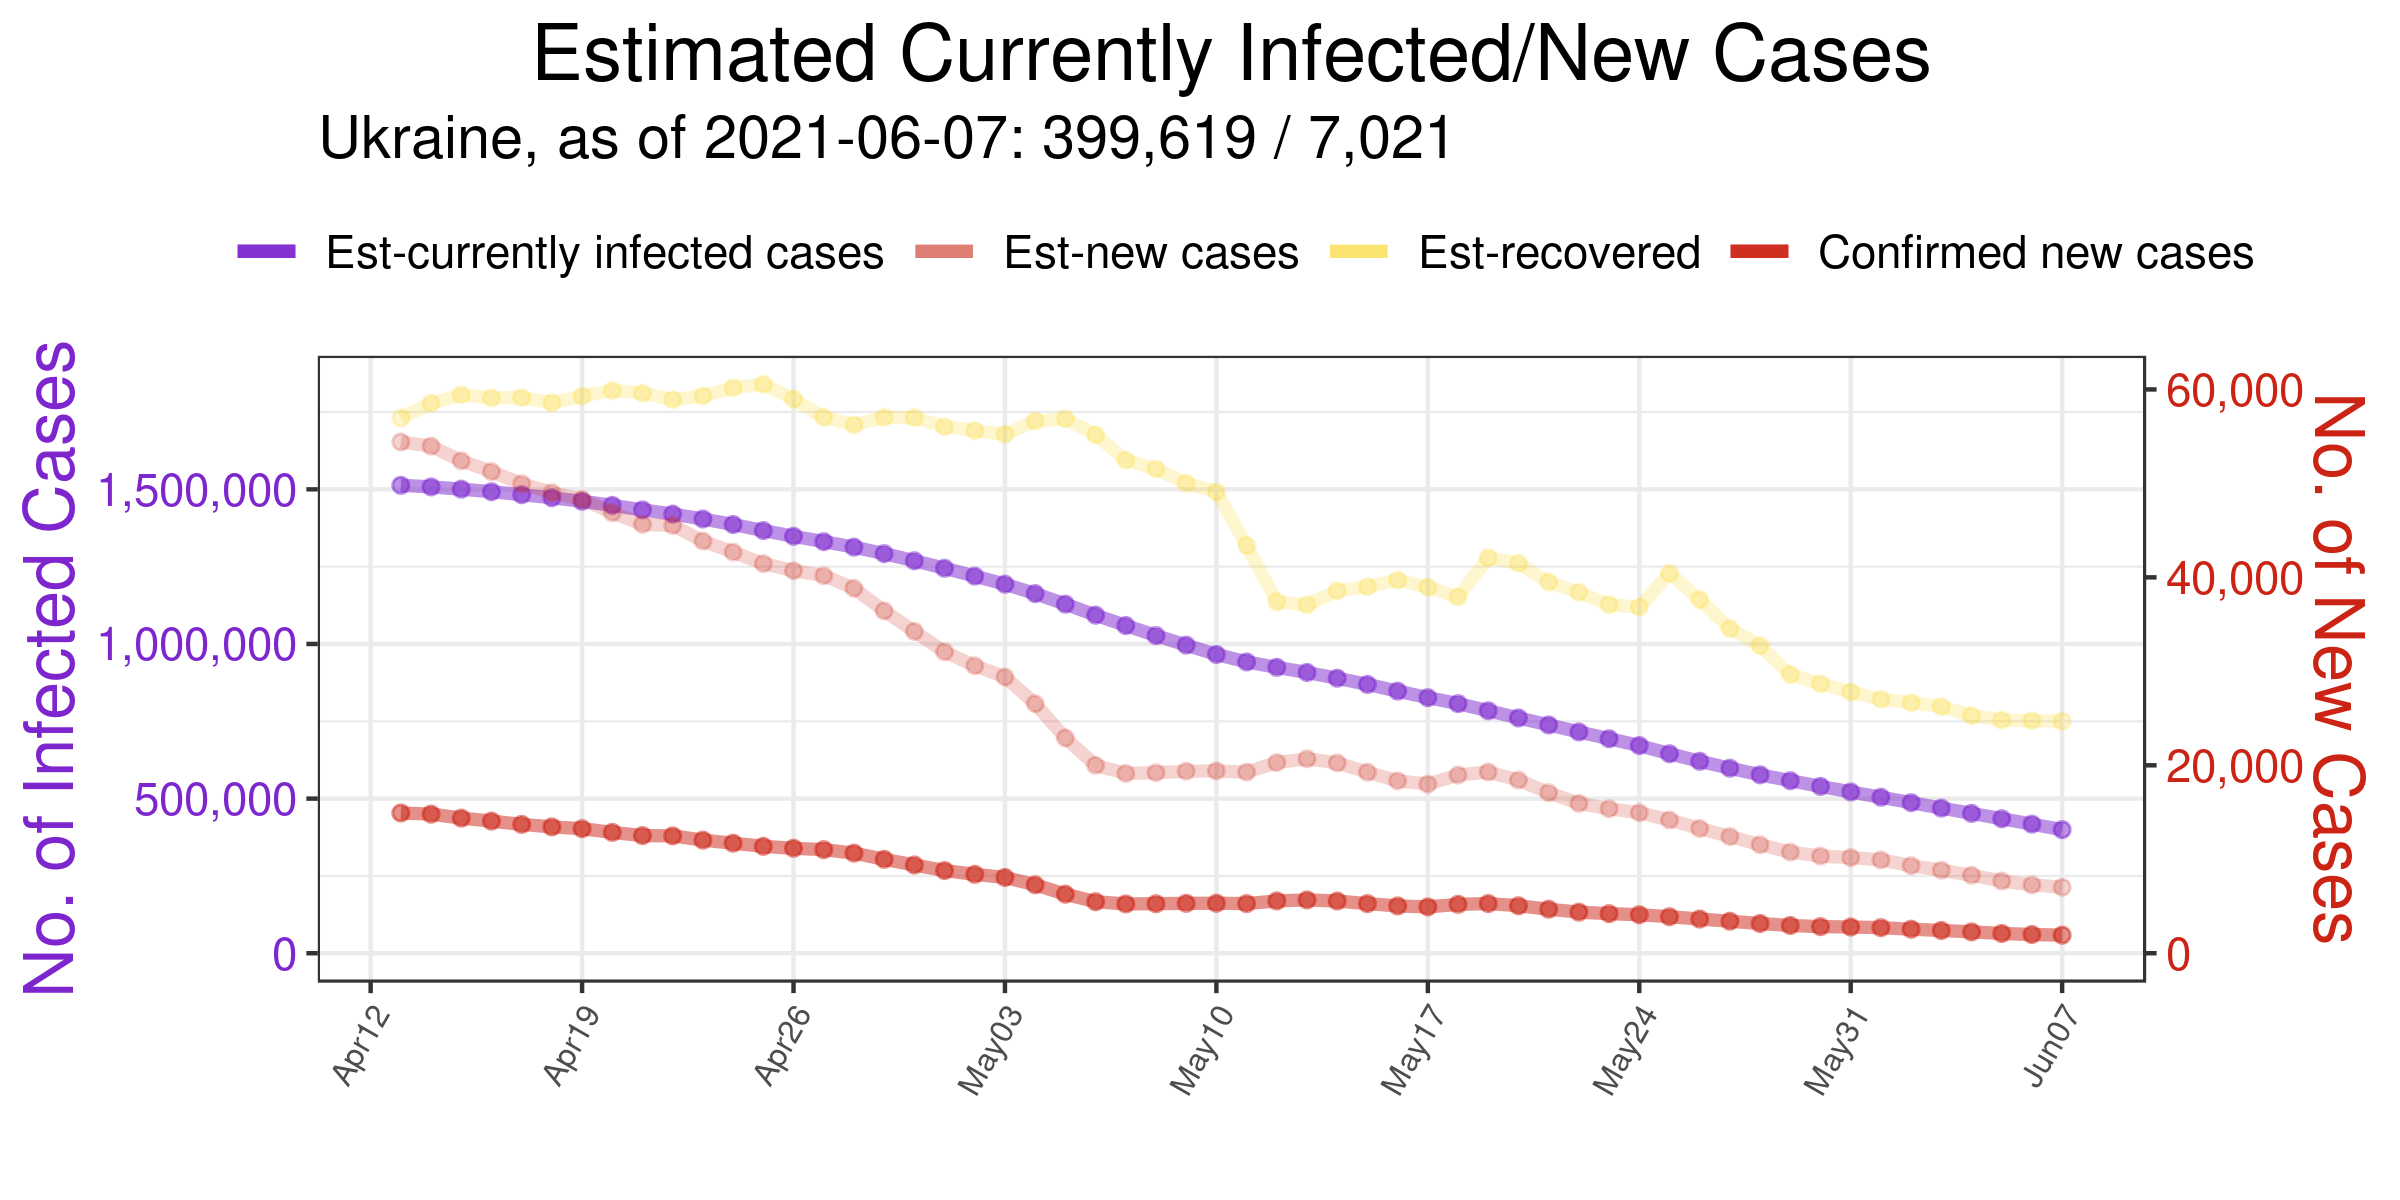 Estimated Currently Infected/New Cases
Ukraine, as of 2021-06-07: 399,619 / 7,021
Est-currently infected cases Est-new cases Est-recovered Confirmed new cases
No. of Infected Cases
1,500,000
1,000,000
500,000
0
60,000
40,000
20,000
0
No. of New Cases
Apr12 Apr19 Apr26 May03 May10 May17 May24 May31 Jun07